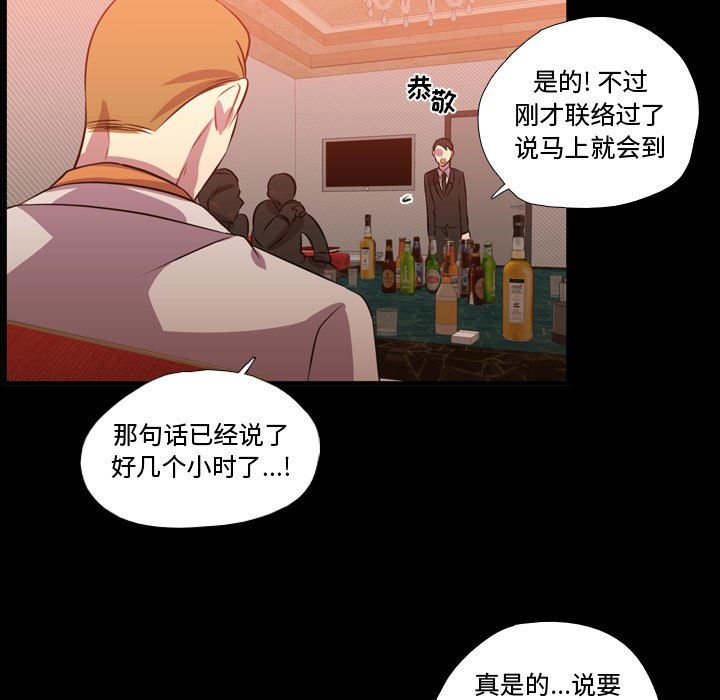 恭敬
是的! 不过
刚才联络过了
说马上就会到
那句话已经说了
好几个小时了...!
真是的...说要